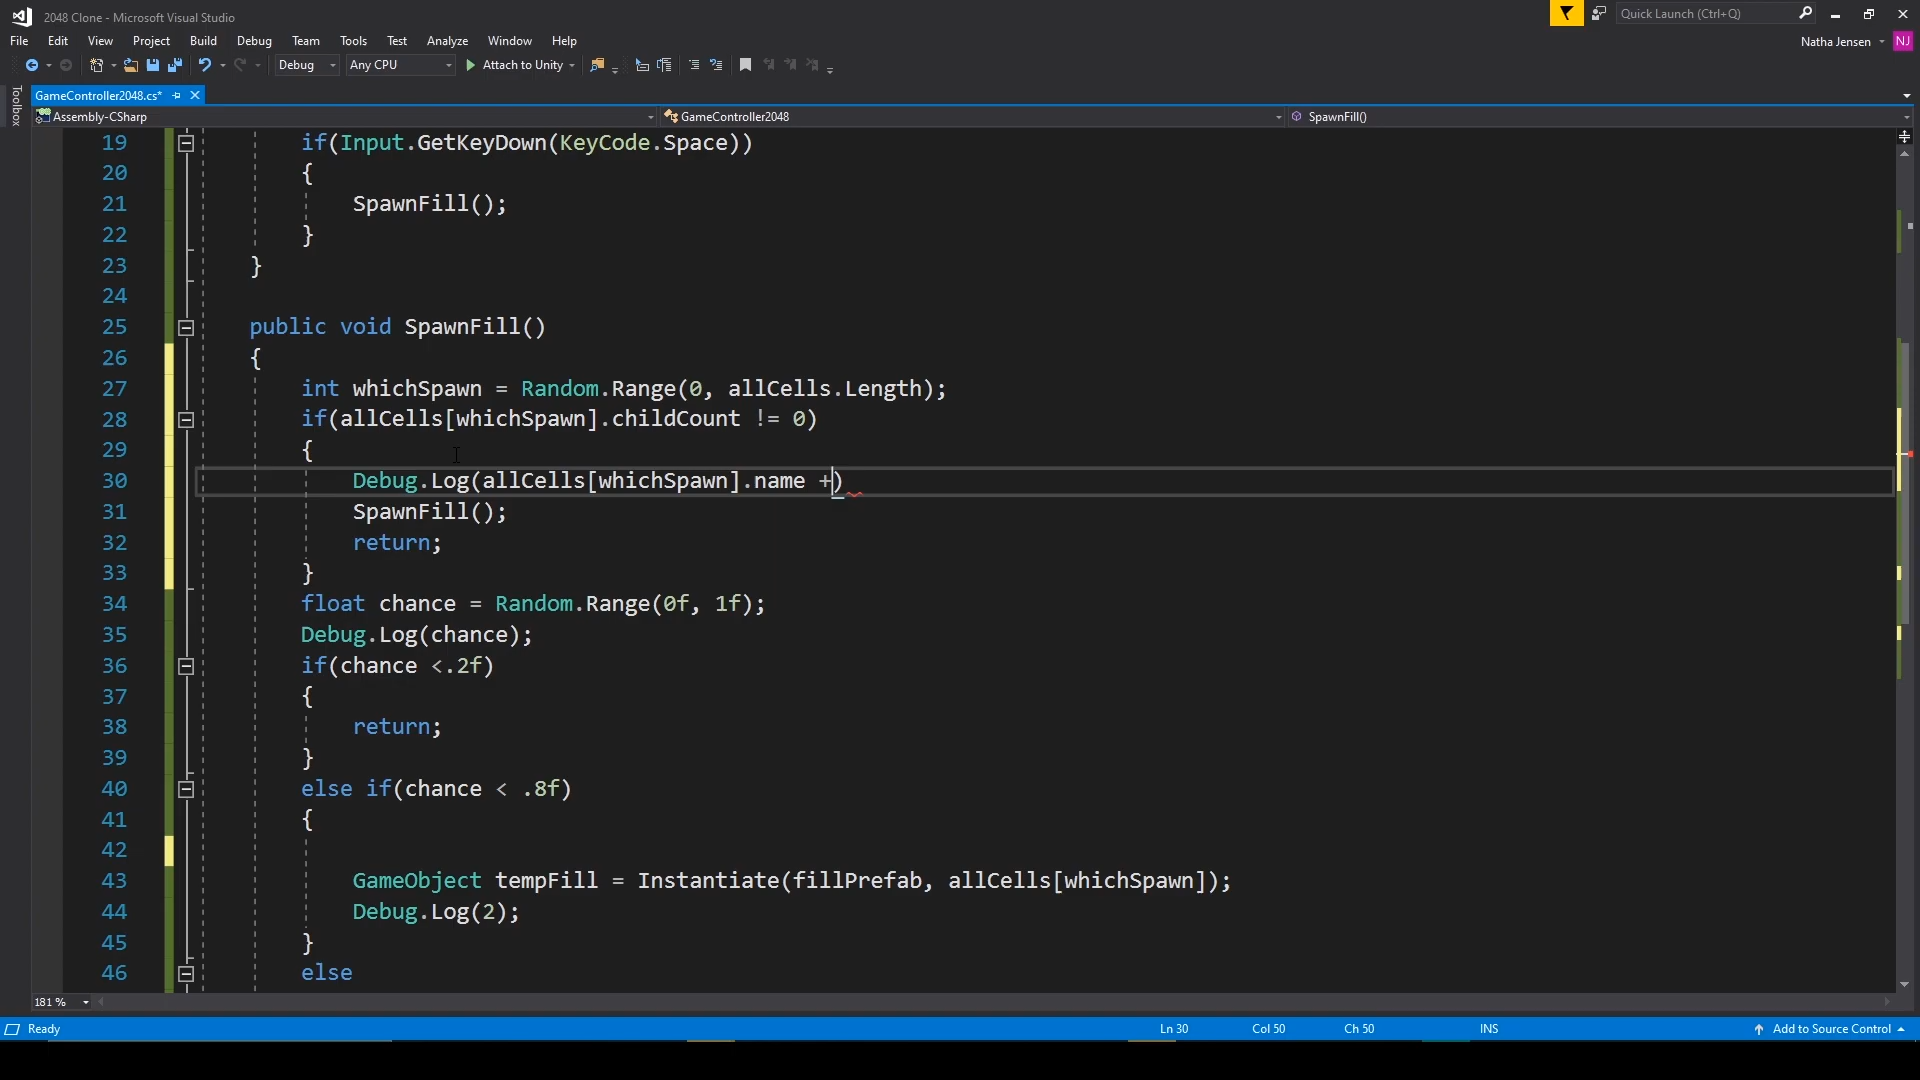 2048 Clone - Microsoft Visual Studio
Quick Launch (Ctrl+Q)
File Edit View Project Build Debug Team Tools Test Analyze Window Help
Natha Jensen NJ
Debug Any CPU Attach to Unity
Toolbox
GameController2048.cs*
Assembly-CSharp GameController2048 SpawnFill()
19 if(Input.GetKeyDown(KeyCode.Space))
20 {
21 SpawnFill();
22 }
23 }
24
25 public void SpawnFill()
26 {
27 int whichSpawn = Random.Range(0, allCells.Length);
28 if(allCells[whichSpawn].childCount != 0)
29 {
30 Debug.Log(allCells[whichSpawn].name +)
31 SpawnFill();
32 return;
33 }
34 float chance = Random.Range(0f, 1f);
35 Debug.Log(chance);
36 if(chance <.2f)
37 {
38 return;
39 }
40 else if(chance < .8f)
41 {
42
43 GameObject tempFill = Instantiate(fillPrefab, allCells[whichSpawn]);
44 Debug.Log(2);
45 }
46 else
181 %
Ready Ln 30 Col 50 Ch 50 INS Add to Source Control